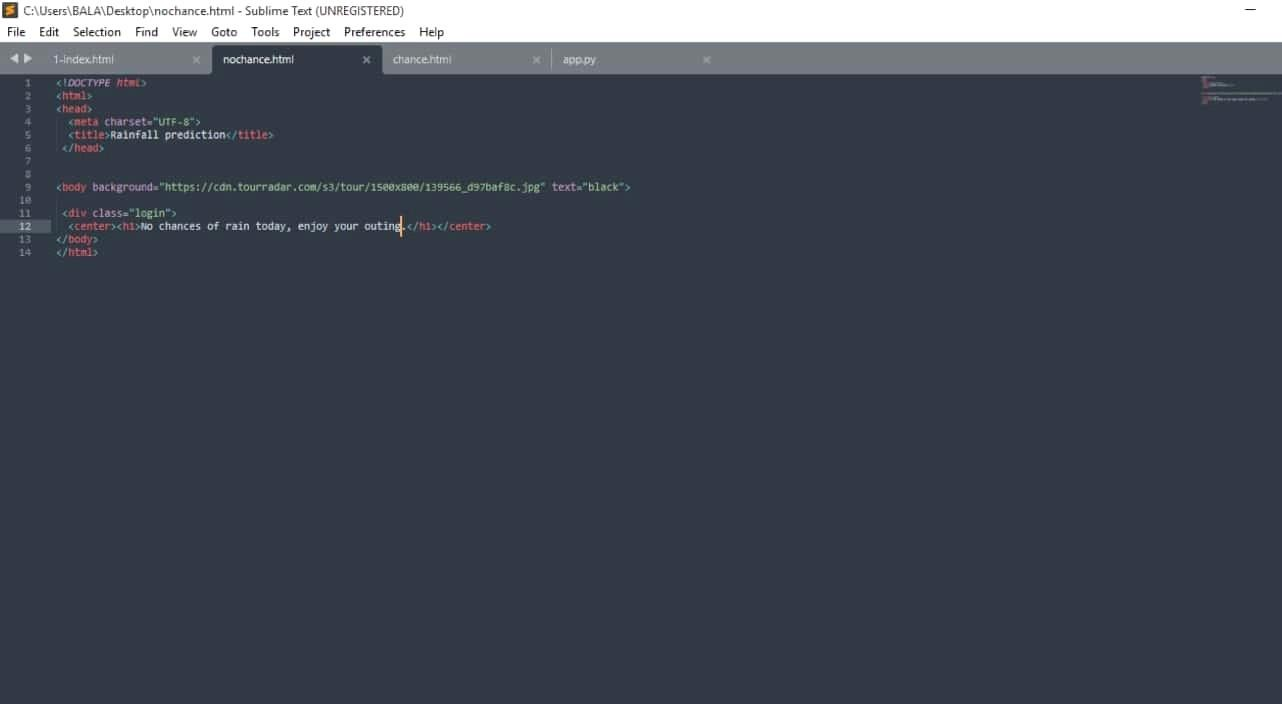 C:\Users\BALA\Desktop\nochance.html - Sublime Text (UNREGISTERED)
File Edit Selection Find View Goto Tools Project Preferences Help
1-index.html nochance.html chance.html app.py
1 <!DOCTYPE html>
2 <html>
3 <head>
4 <meta charset="UTF-8">
5 <title>Rainfall prediction</title>
6 </head>
7
8
9 <body background="https://cdn.tourradar.com/s3/tour/1500x800/139566_d97baf8c.jpg" text="black">
10
11 <div class="login">
12 <center><h1>No chances of rain today, enjoy your outing.</h1></center>
13 </body>
14 </html>